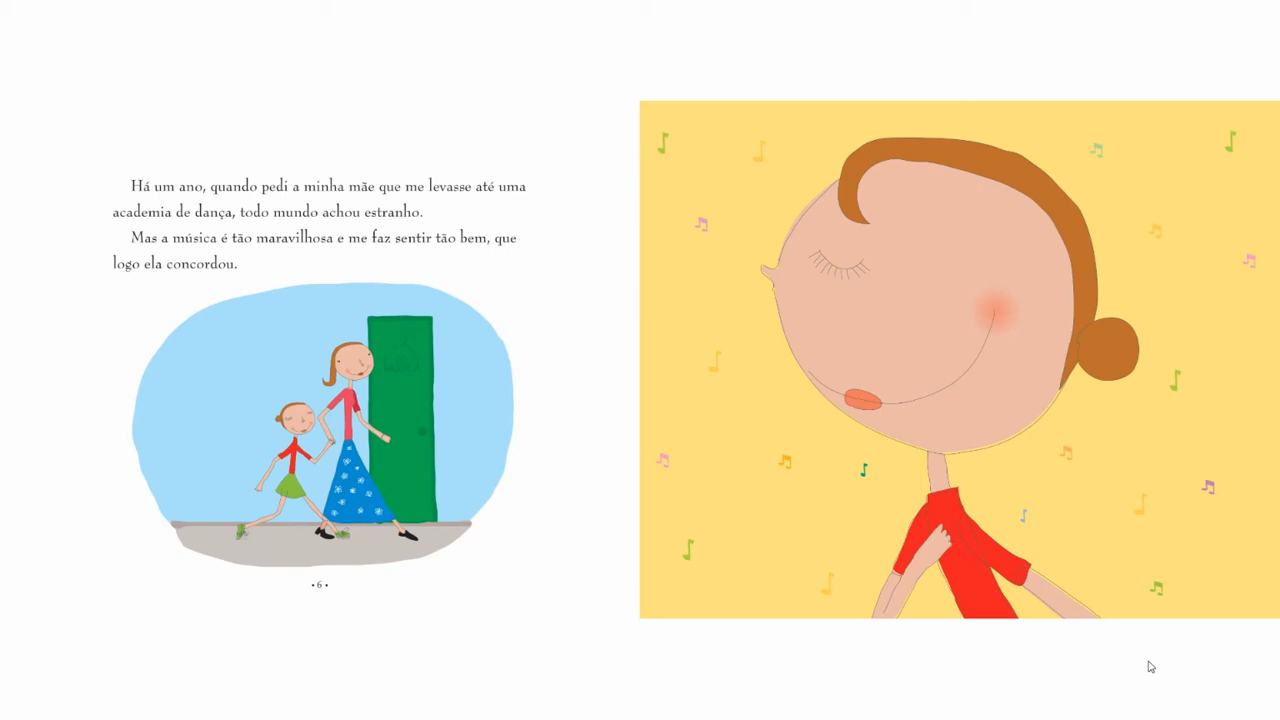 Há um ano, quando pedi a minha mãe que me levasse até uma
academia de dança, todo mundo achou estranho.
Mas a música é tão maravilhosa e me faz sentir tão bem, que
logo ela concordou.
• 6 •